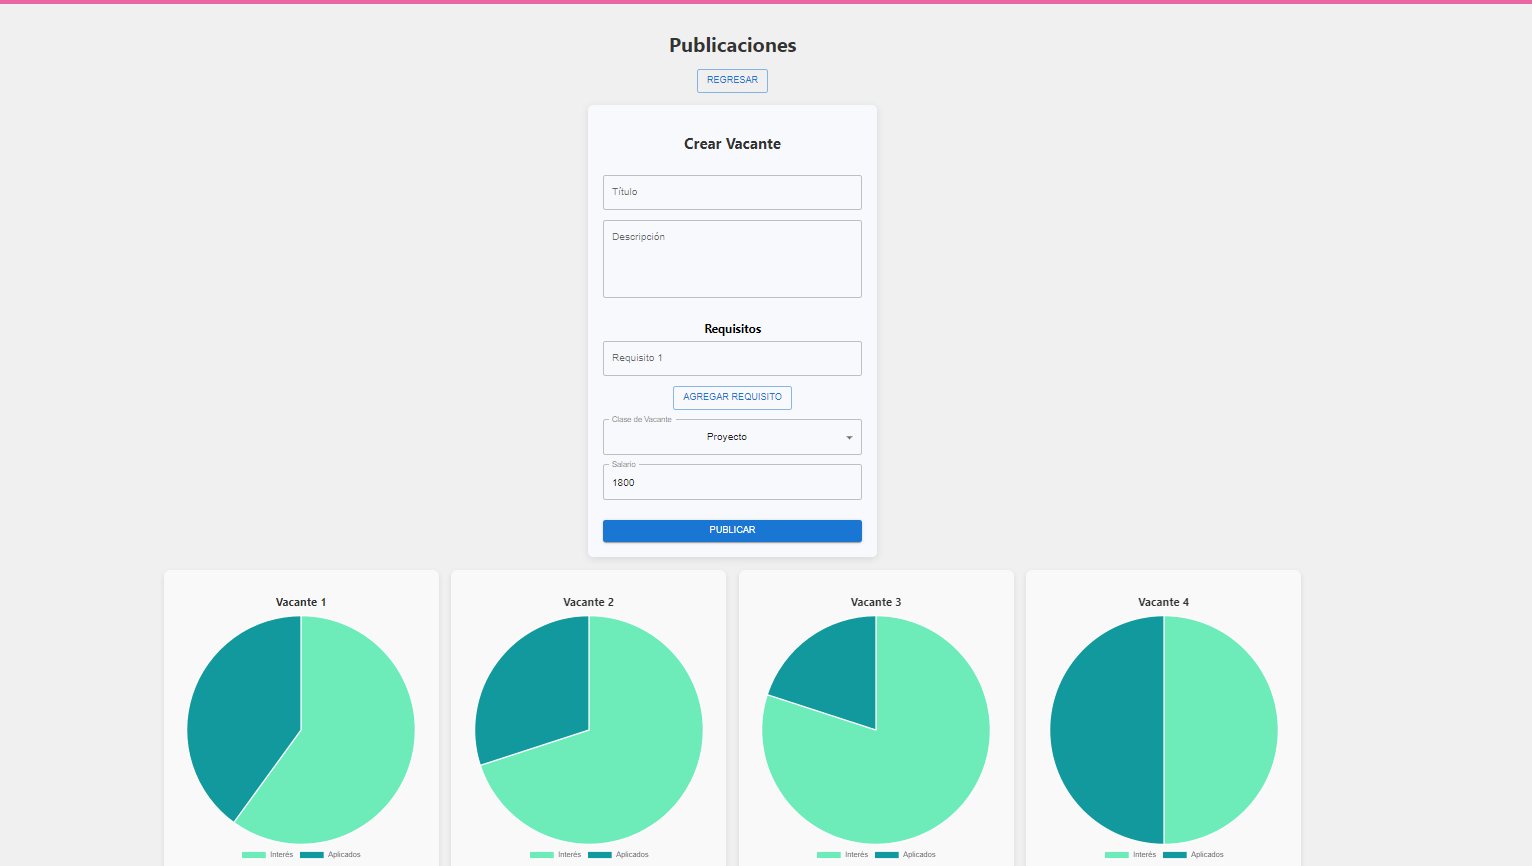 Publicaciones
REGRESAR
Crear Vacante
Título
Descripción
Requisitos
Requisito 1
AGREGAR REQUISITO
Clase de Vacante
Proyecto
Salario
1800
PUBLICAR
Vacante 1
Interés Aplicados
Vacante 2
Interés Aplicados
Vacante 3
Interés Aplicados
Vacante 4
Interés Aplicados